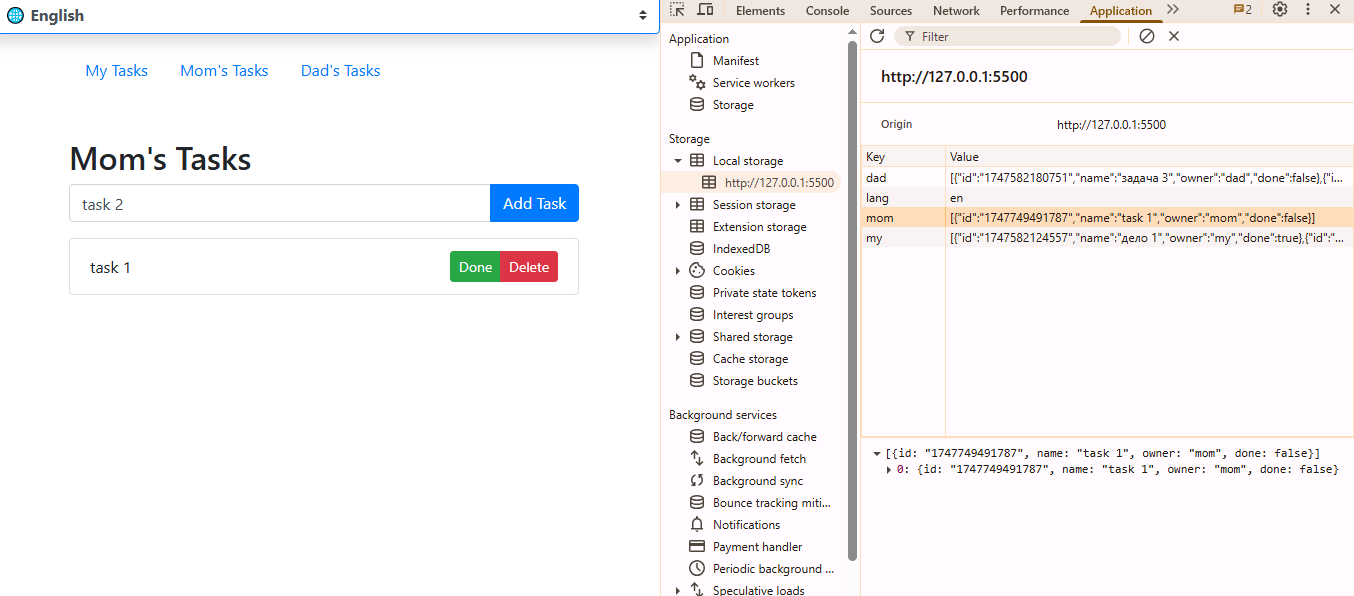 English
My Tasks Mom's Tasks Dad's Tasks
Mom's Tasks
task 2 Add Task
task 1 Done Delete
Elements Console Sources Network Performance Application 2
Application
Manifest
Service workers
Storage
Storage
Local storage
http://127.0.0.1:5500
Session storage
Extension storage
IndexedDB
Cookies
Private state tokens
Interest groups
Shared storage
Cache storage
Storage buckets
Background services
Back/forward cache
Background fetch
Background sync
Bounce tracking miti...
Notifications
Payment handler
Periodic background ...
Speculative loads
Filter
http://127.0.0.1:5500
Origin http://127.0.0.1:5500
Key Value
dad [{"id":"1747582180751","name":"задача 3","owner":"dad","done":false},{"i...
lang en
mom [{"id":"1747749491787","name":"task 1","owner":"mom","done":false}]
my [{"id":"1747582124557","name":"дело 1","owner":"my","done":true},{"id":"...
[{id: "1747749491787", name: "task 1", owner: "mom", done: false}]
0: {id: "1747749491787", name: "task 1", owner: "mom", done: false}